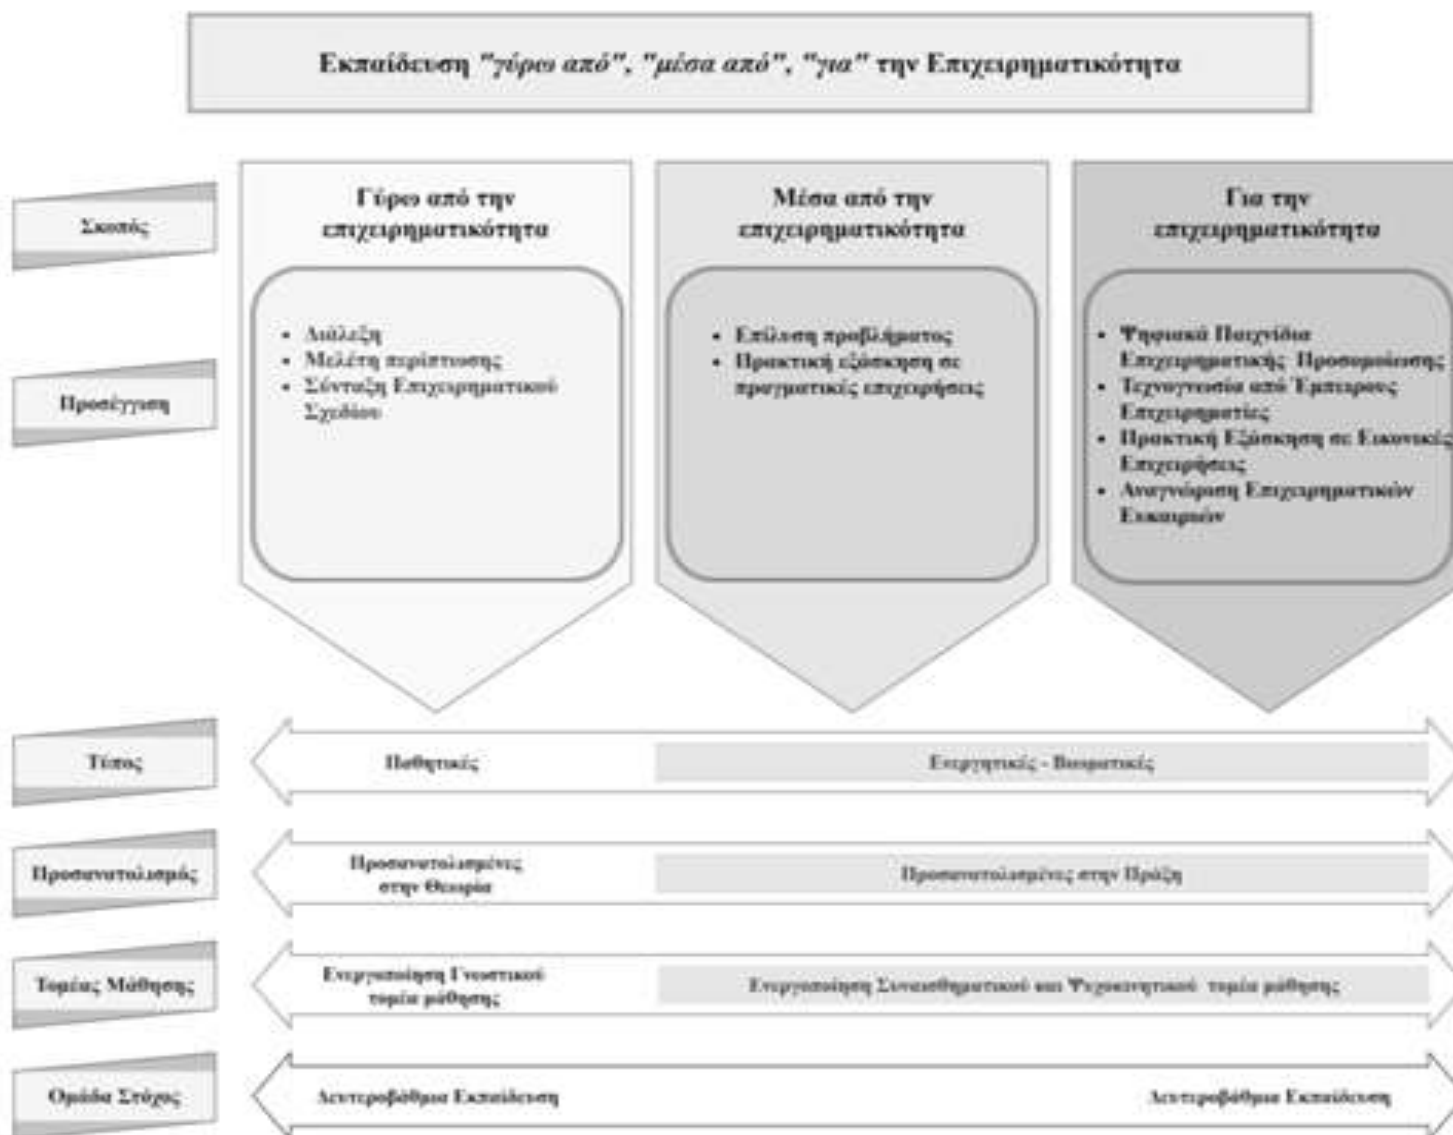 Εκπαίδευση "γύρω από", "μέσα από", "για" την Επιχειρηματικότητα
Σκοπός
Γύρω από την
επιχειρηματικότητα
Μέσα από την
επιχειρηματικότητα
Για την
επιχειρηματικότητα
Προσέγγιση
• Διάλεξη
• Μελέτη περίπτωσης
• Σύνταξη Επιχειρηματικού
Σχεδίου
• Επίλυση προβλήματος
• Πρακτική εξάσκηση σε
πραγματικές επιχειρήσεις
• Ψηφιακά Παιχνίδια
Επιχειρηματικής Προσομοίωσης
• Τεχνογνωσία από Έμπειρους
Επιχειρηματίες
• Πρακτική Εξάσκηση σε Εικονικές
Επιχειρήσεις
• Αναγνώριση Επιχειρηματικών
Ευκαιριών
Τύπος
Παθητικές
Ενεργητικές - Βιωματικές
Προσανατολισμός
Προσανατολισμένες
στην Θεωρία
Προσανατολισμένες στην Πράξη
Τομέας Μάθησης
Ενεργοποίηση Γνωστικού
τομέα μάθησης
Ενεργοποίηση Συναισθηματικού και Ψυχοκινητικού τομέα μάθησης
Ομάδα Στόχος
Δευτεροβάθμια Εκπαίδευση
Δευτεροβάθμια Εκπαίδευση